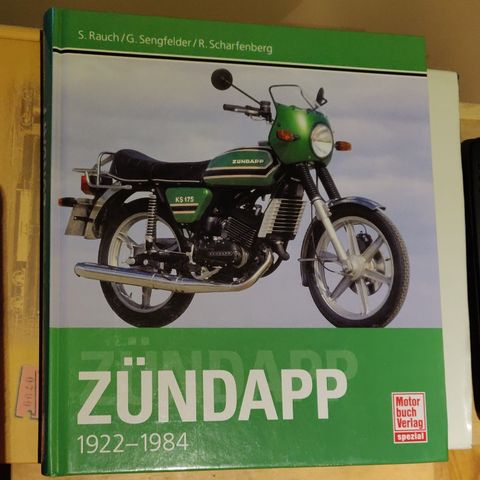 S. Rauch/G. Sengfelder/R. Scharfenberg
ZÜNDAPP
KS 175
ZÜNDAPP
1922–1984
Motor
buch
Verlag
spezial